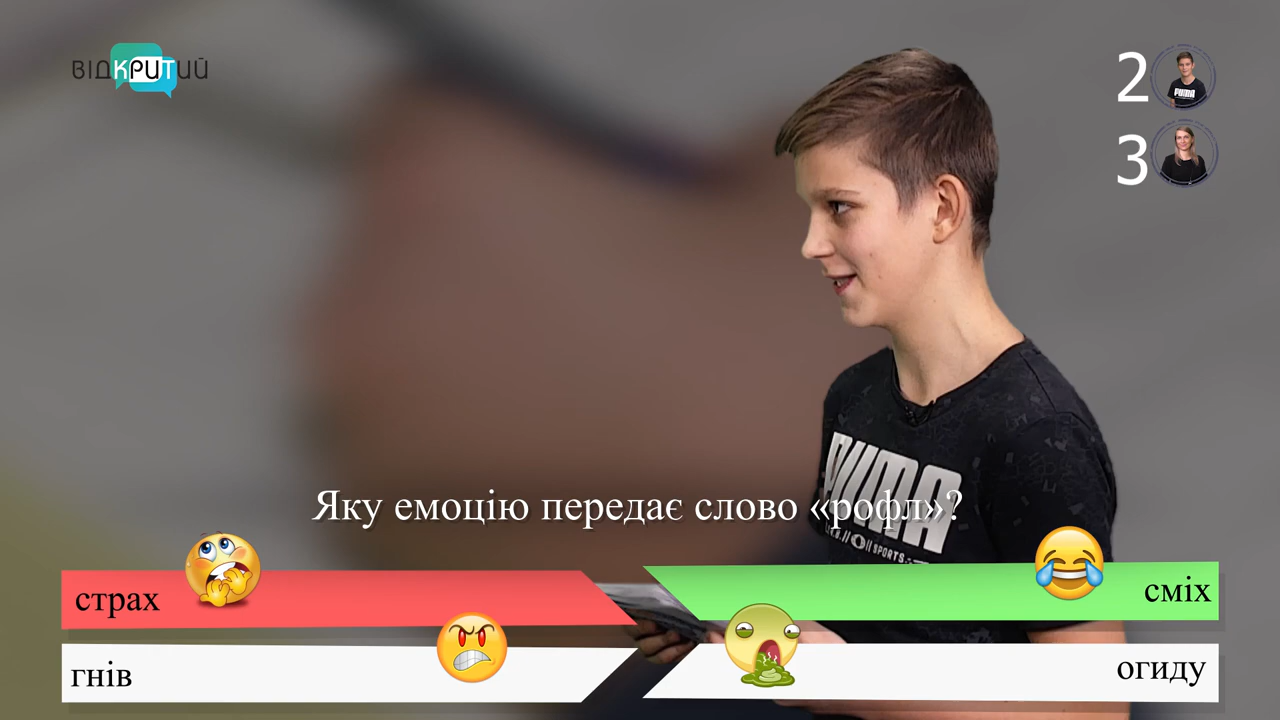 ВІДКРИТИЙ
2
3
PUMA
Яку емоцію передає слово «рофл»?
страх
сміх
гнів
огиду